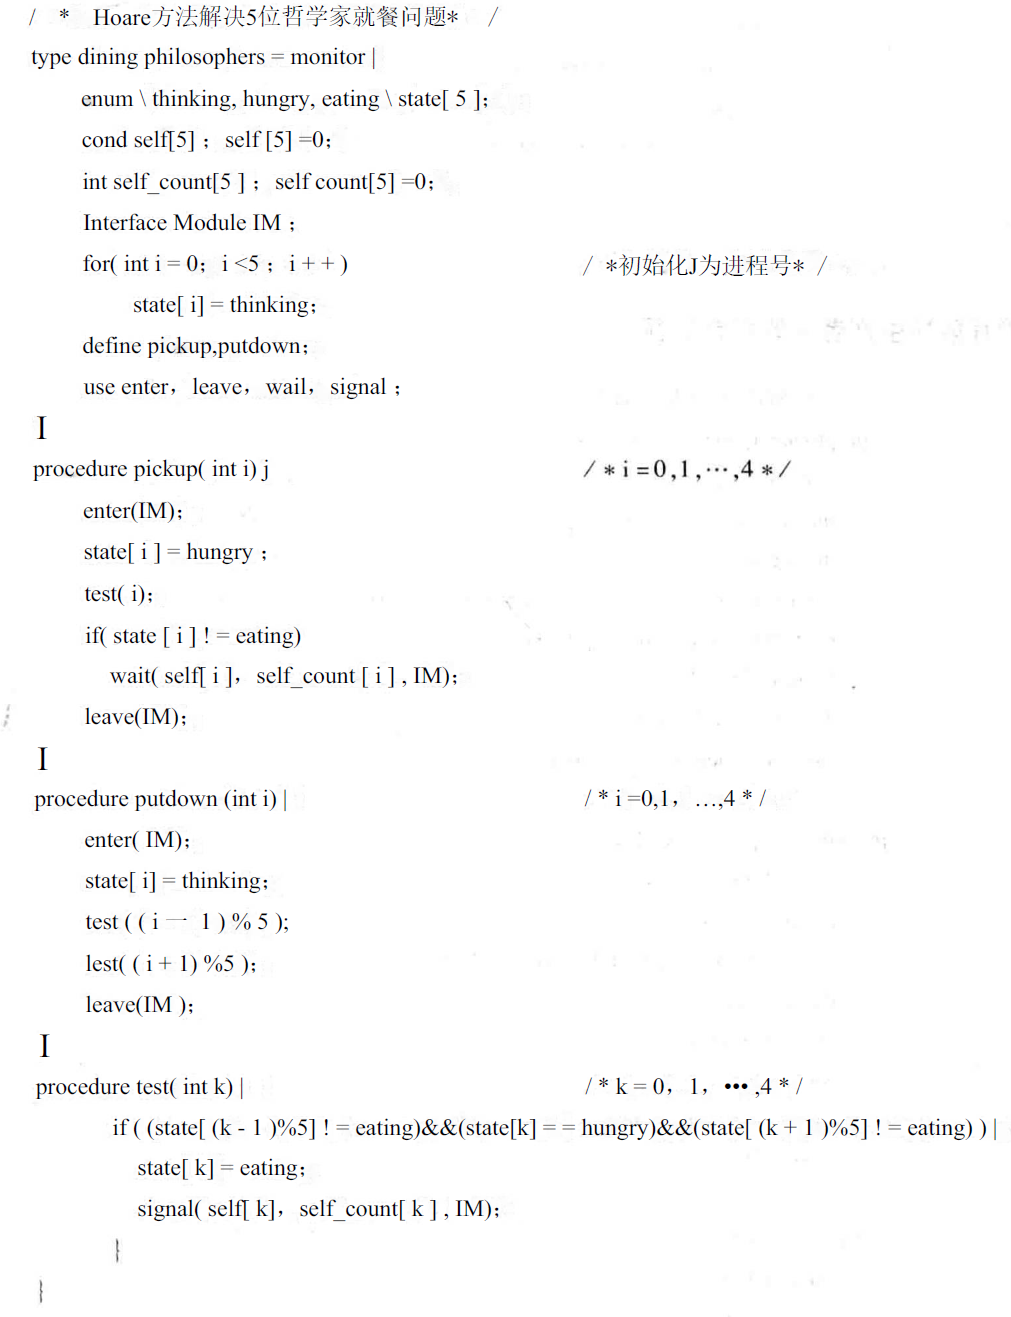 / * Hoare方法解决5位哲学家就餐问题* /
type dining philosophers = monitor |
enum \ thinking, hungry, eating \ state[ 5 ]；
cond self[5] ；self [5] =0；
int self_count[5 ] ；self count[5] =0；
Interface Module IM ；
for( int i = 0；i <5 ；i + + ) / *初始化J为进程号* /
state[ i] = thinking；
define pickup,putdown；
use enter，leave，wail，signal ；
I
procedure pickup( int i) j / * i =0,1,···,4 * /
enter(IM)；
state[ i ] = hungry ；
test( i)；
if( state [ i ] ! = eating)
wait( self[ i ]，self_count [ i ] , IM)；
leave(IM)；
I
procedure putdown (int i) | / * i =0,1，…,4 * /
enter( IM)；
state[ i] = thinking；
test ( ( i 一 1 ) % 5 );
lest( ( i + 1) %5 )；
leave(IM )；
I
procedure test( int k) | / * k = 0，1，••• ,4 * /
if ( (state[ (k - 1 )%5] ! = eating)&&(state[k] = = hungry)&&(state[ (k + 1 )%5] ! = eating) ) |
state[ k] = eating；
signal( self[ k]，self_count[ k ] , IM)；
}
}